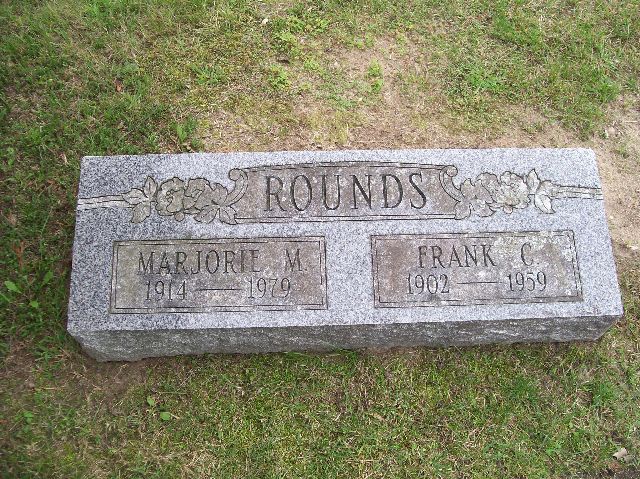 ROUNDS
MARJORIE M.
1914 — 1979
FRANK C.
1902 — 1959